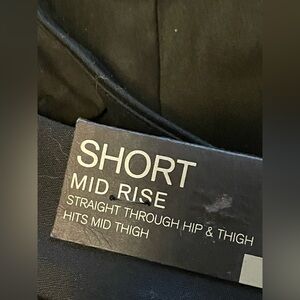 SHORT
MID RISE
STRAIGHT THROUGH HIP & THIGH
HITS MID THIGH